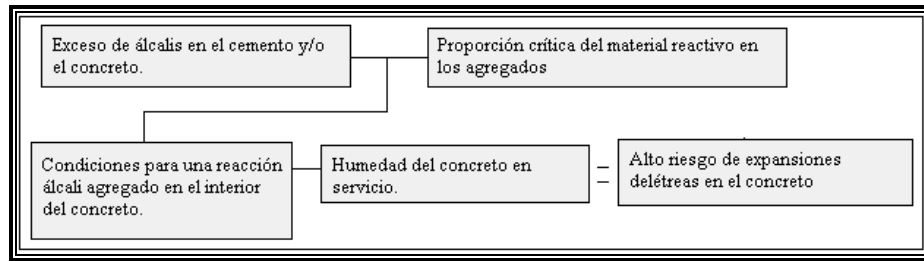 Exceso de álcalis en el cemento y/o
el concreto.
Proporción crítica del material reactivo en
los agregados
Condiciones para una reacción
álcali agregado en el interior
del concreto.
Humedad del concreto en
servicio.
Alto riesgo de expansiones
delétreas en el concreto